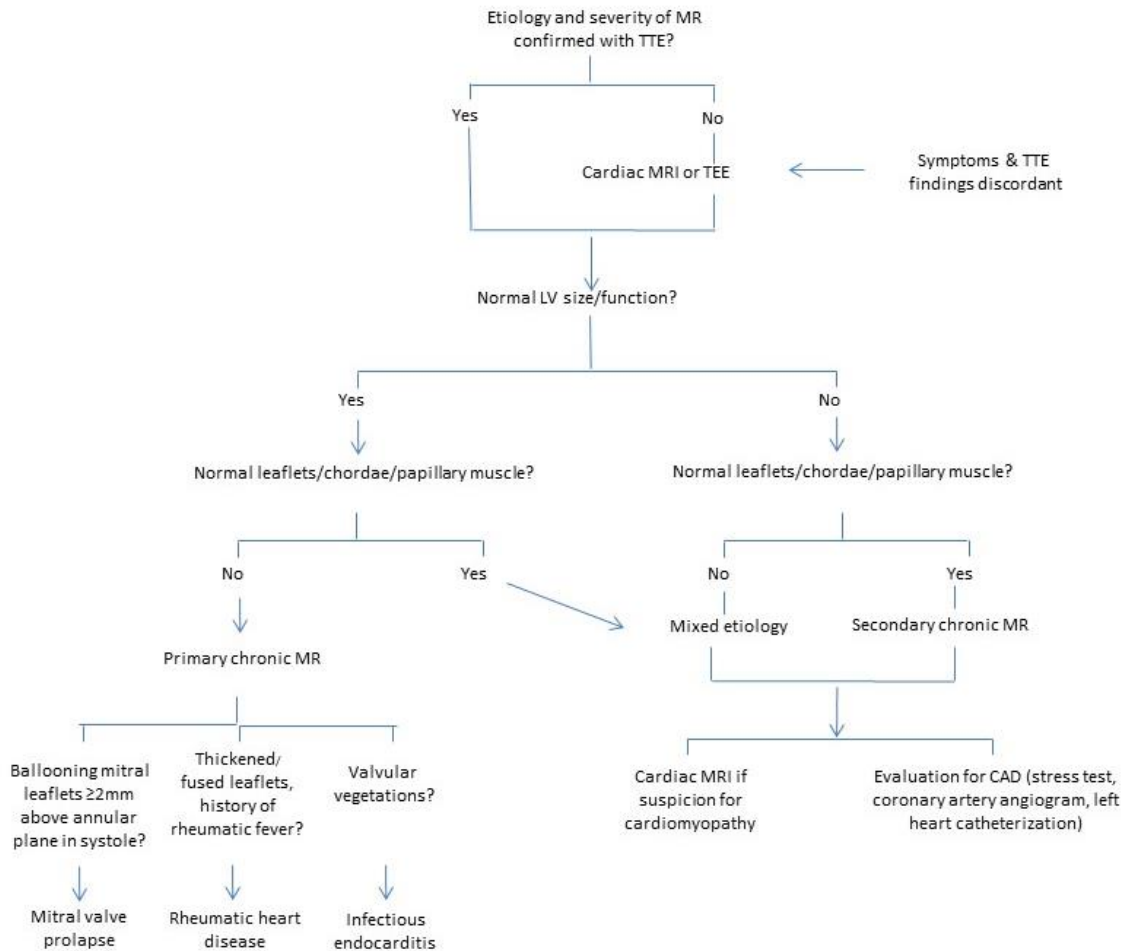 Etiology and severity of MR
confirmed with TTE?
Yes
No
Cardiac MRI or TEE
Symptoms & TTE
findings discordant
Normal LV size/function?
Yes
No
Normal leaflets/chordae/papillary muscle?
Normal leaflets/chordae/papillary muscle?
No
Yes
No
Yes
Mixed etiology
Secondary chronic MR
Primary chronic MR
Ballooning mitral
leaflets ≥2mm
above annular
plane in systole?
Thickened/
fused leaflets,
history of
rheumatic fever?
Valvular
vegetations?
Cardiac MRI if
suspicion for
cardiomyopathy
Evaluation for CAD (stress test,
coronary artery angiogram, left
heart catheterization)
Mitral valve
prolapse
Rheumatic heart
disease
Infectious
endocarditis